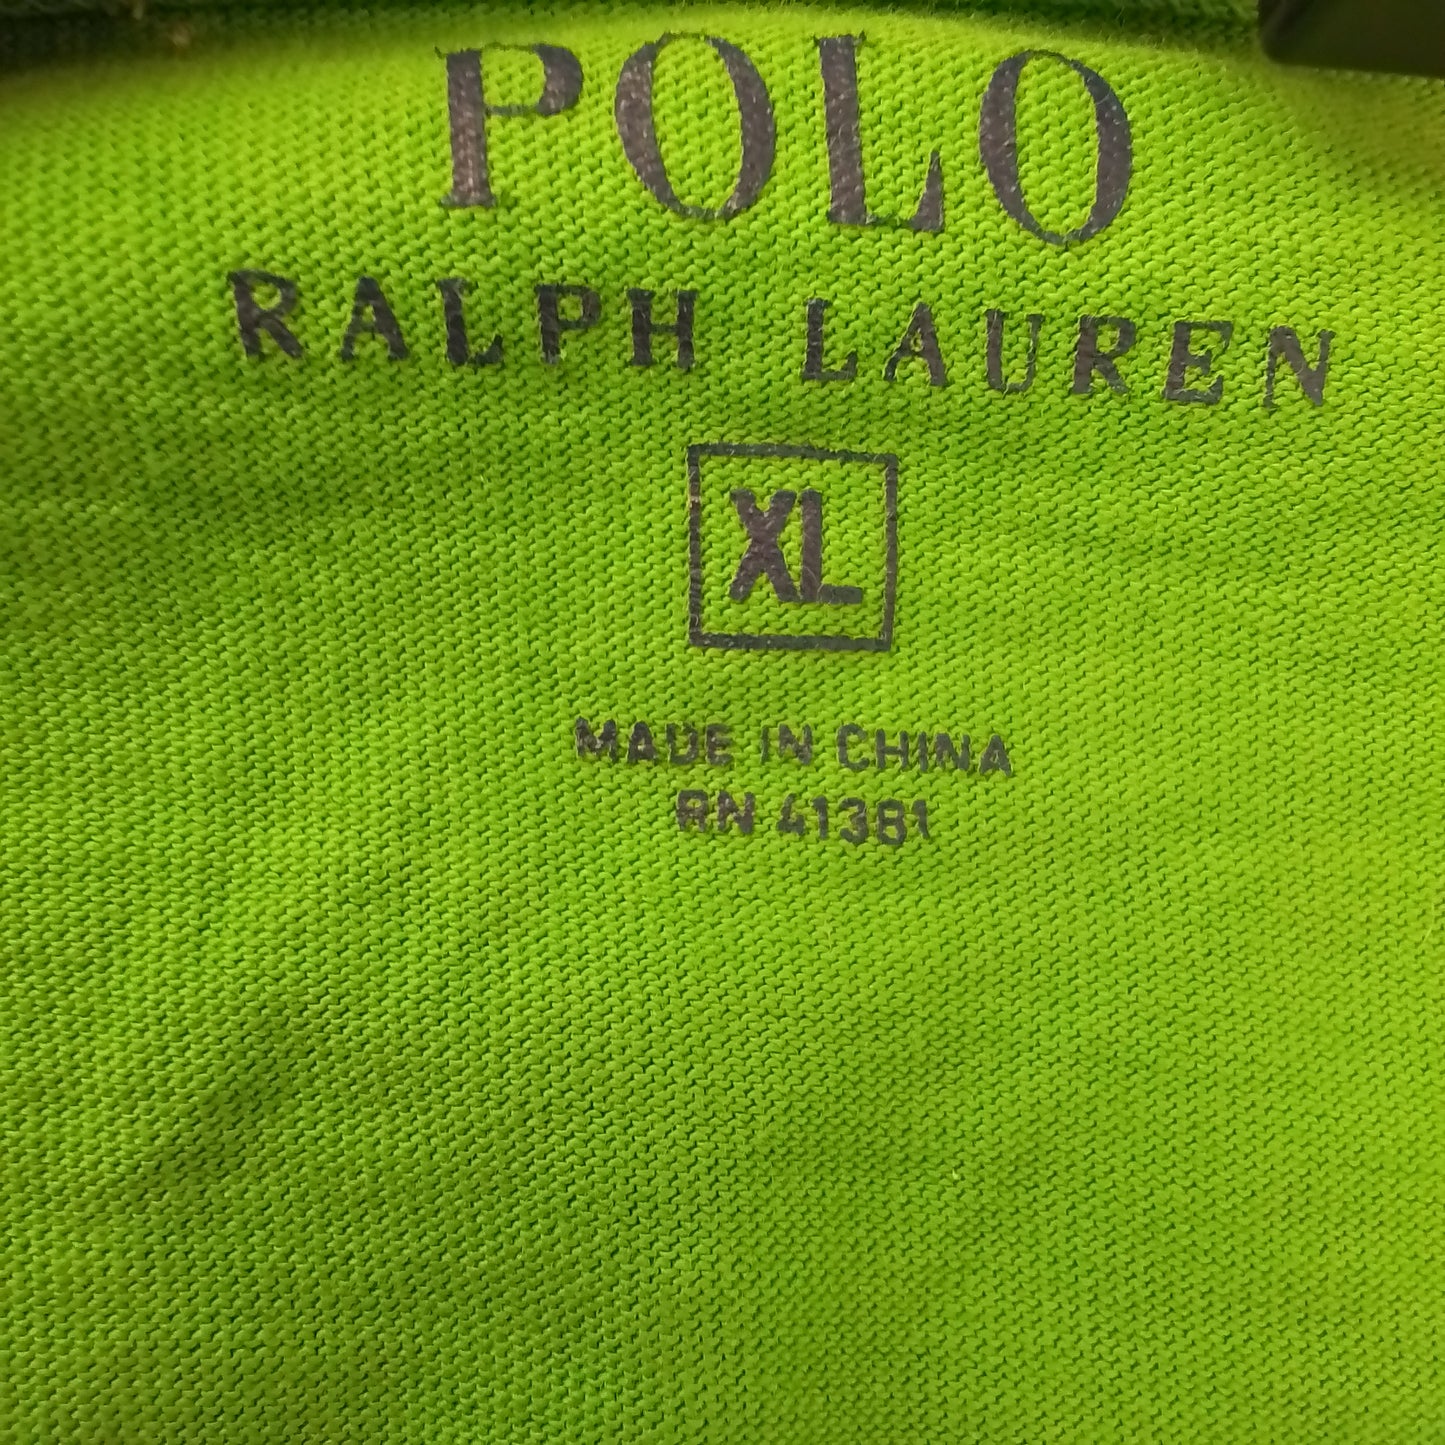 POLO
RALPH LAUREN
XL
MADE IN CHINA
RN 41381